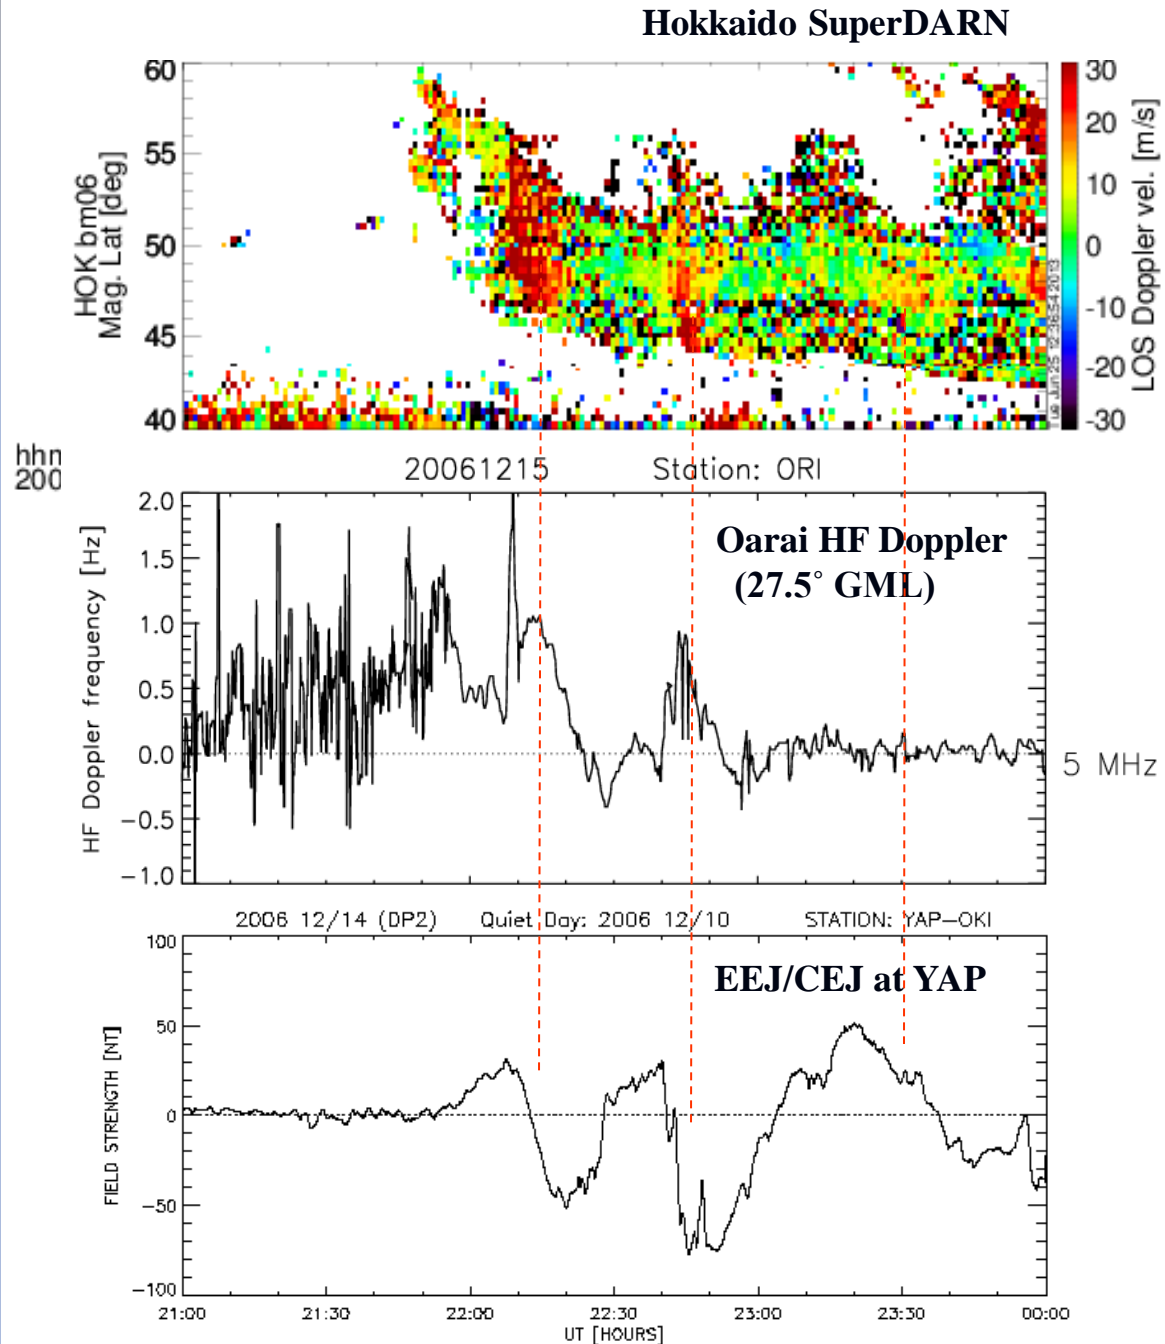 Hokkaido SuperDARN
HOK bm06
Mag. Lat [deg]
60
55
50
45
40
30
20
10
0
-10
-20
-30
LOS Doppler vel. [m/s]
hhn
200
20061215 Station: ORI
HF Doppler frequency [Hz]
2.0
1.5
1.0
0.5
0.0
-0.5
-1.0
Oarai HF Doppler
(27.5° GML)
5 MHz
2006 12/14 (DP2) Quiet Day: 2006 12/10 STATION: YAP-OKI
FIELD STRENGTH [NT]
100
50
0
-50
-100
EEJ/CEJ at YAP
21:00 21:30 22:00 22:30 23:00 23:30 00:00
UT [HOURS]